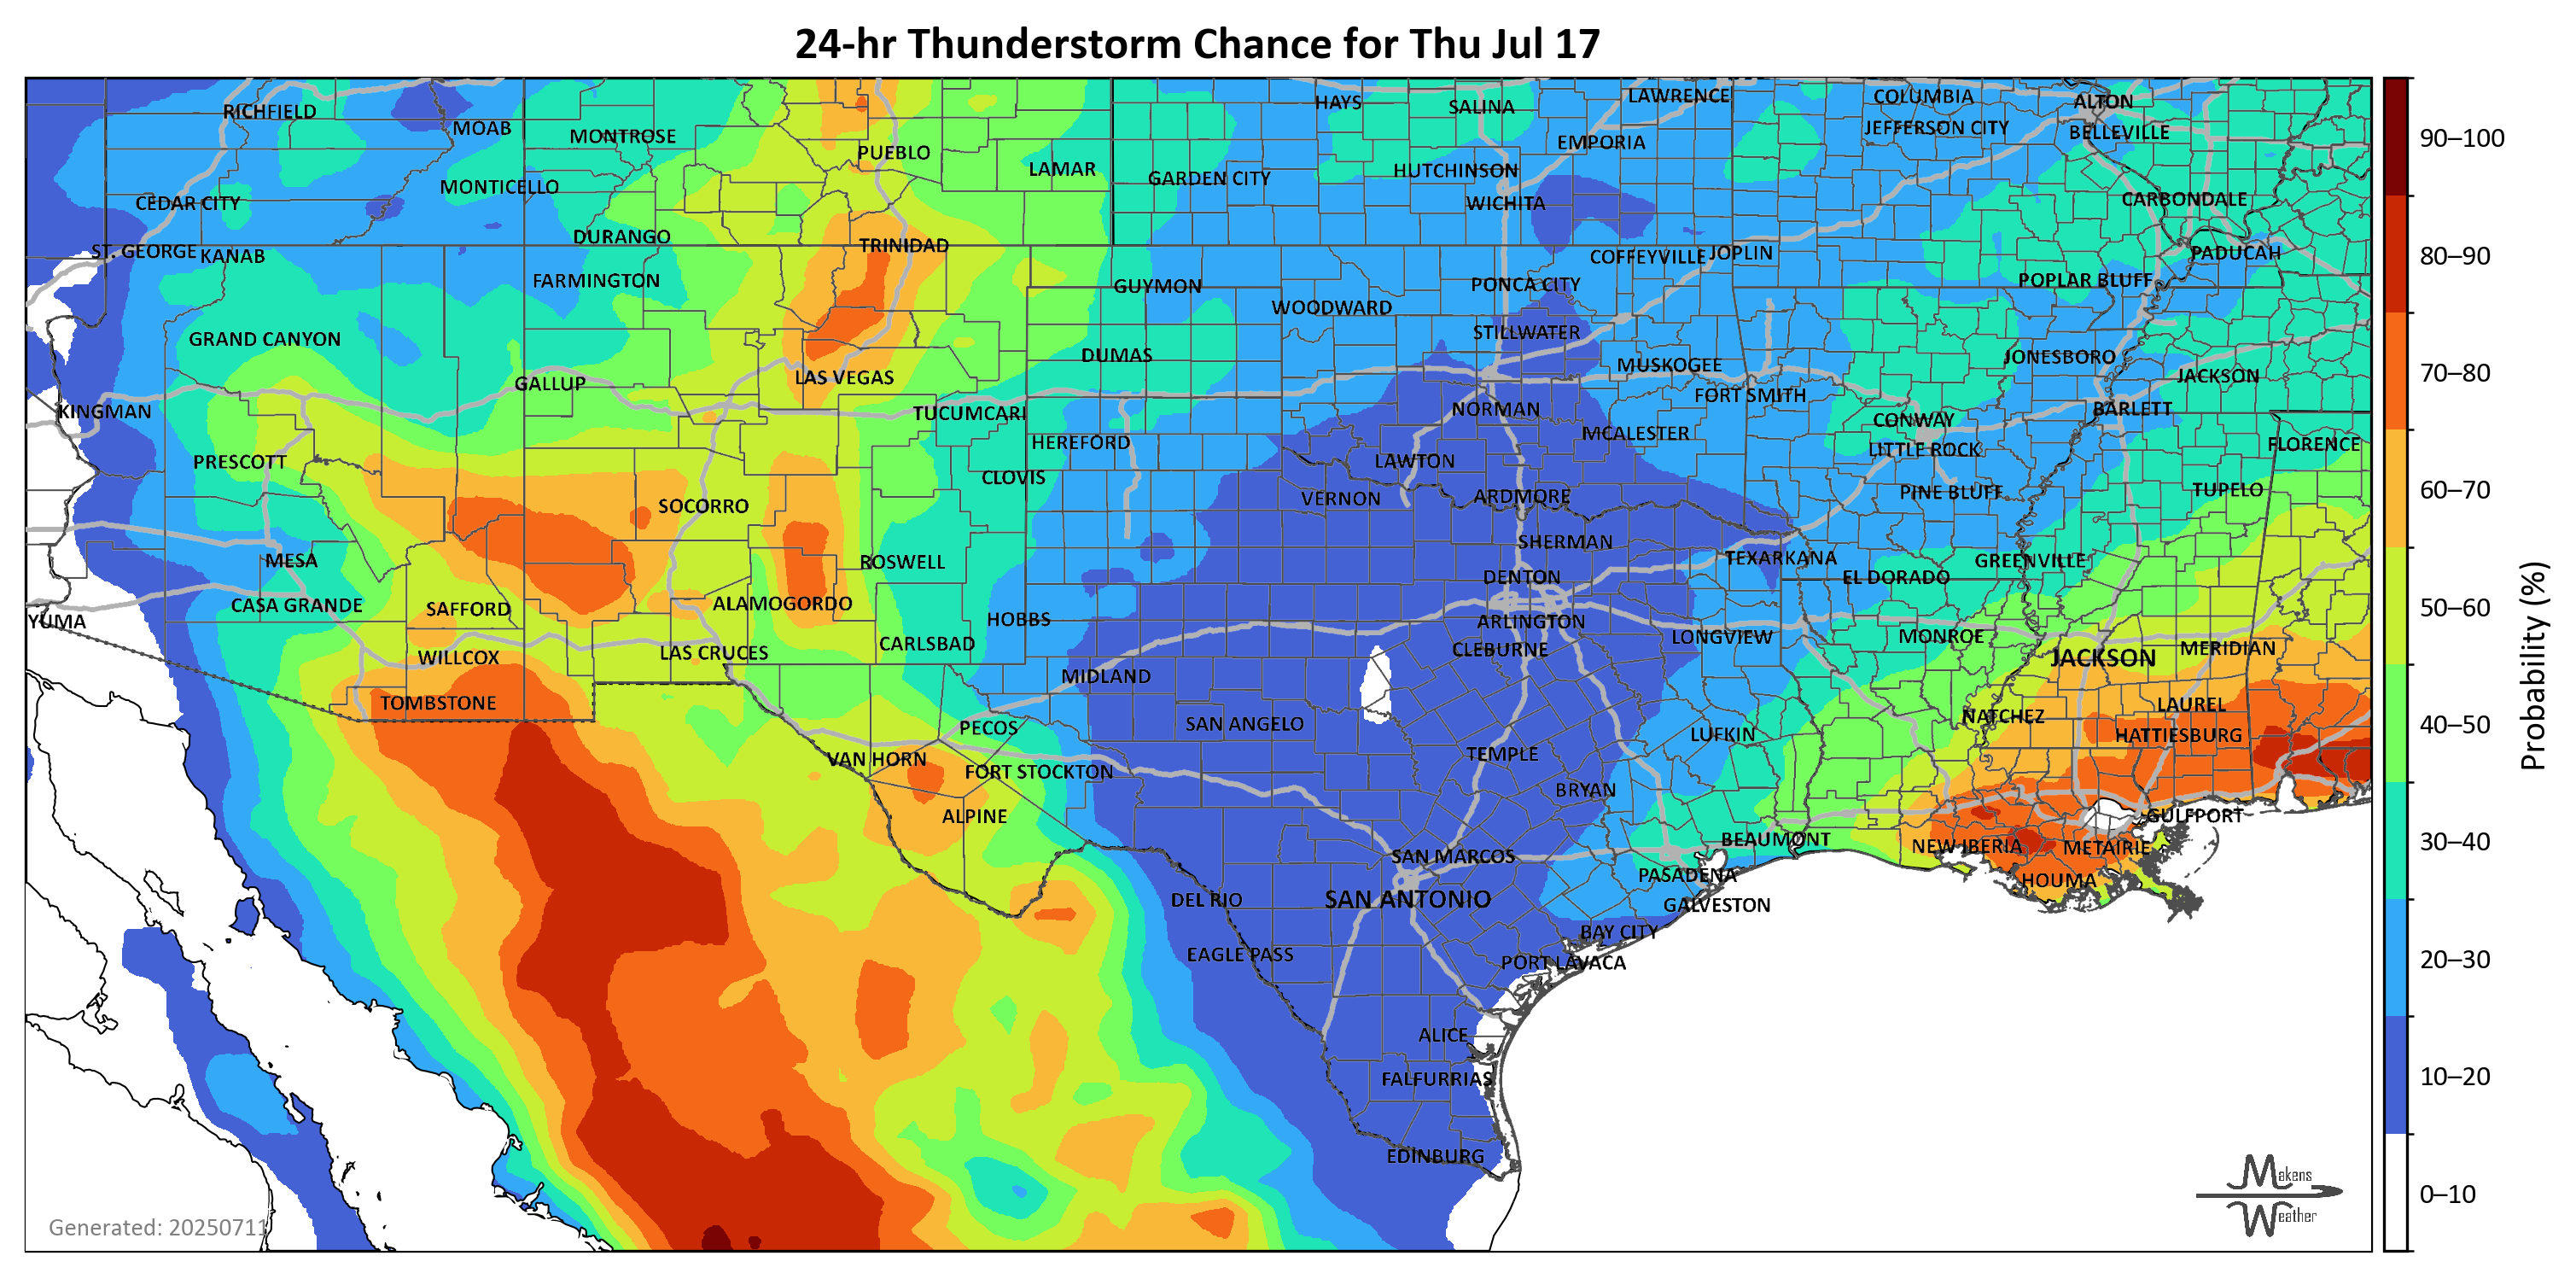 24-hr Thunderstorm Chance for Thu Jul 17
HAYS
SALINA
LAWRENCE
COLUMBIA
ALTON
RICHFIELD
MOAB
MONTROSE
EMPORIA
JEFFERSON CITY
BELLEVILLE
90–100
PUEBLO
LAMAR
GARDEN CITY
HUTCHINSON
MONTICELLO
CEDAR CITY
WICHITA
CARBONDALE
DURANGO
TRINIDAD
ST. GEORGE
KANAB
COFFEYVILLE
JOPLIN
PADUCAH
80–90
FARMINGTON
GUYMON
PONCA CITY
POPLAR BLUFF
WOODWARD
GRAND CANYON
STILLWATER
DUMAS
MUSKOGEE
JONESBORO
GALLUP
LAS VEGAS
FORT SMITH
JACKSON
70–80
KINGMAN
TUCUMCARI
NORMAN
CONWAY
BARLETT
PRESCOTT
HEREFORD
MCALESTER
LITTLE ROCK
FLORENCE
CLOVIS
LAWTON
SOCORRO
VERNON
ARDMORE
PINE BLUFF
TUPELO
60–70
SHERMAN
MESA
ROSWELL
TEXARKANA
GREENVILLE
DENTON
EL DORADO
CASA GRANDE
SAFFORD
ALAMOGORDO
50–60
YUMA
HOBBS
ARLINGTON
WILLCOX
LAS CRUCES
CARLSBAD
CLEBURNE
LONGVIEW
MONROE
JACKSON
MERIDIAN
Probability (%)
TOMBSTONE
MIDLAND
LAUREL
PECOS
SAN ANGELO
NATCHEZ
40–50
VAN HORN
FORT STOCKTON
TEMPLE
LUFKIN
HATTIESBURG
ALPINE
BRYAN
GULFPORT
SAN MARCOS
BEAUMONT
NEW IBERIA
METAIRIE
30–40
DEL RIO
SAN ANTONIO
PASADENA
HOUMA
GALVESTON
EAGLE PASS
BAY CITY
PORT LAVACA
20–30
ALICE
FALFURRIAS
10–20
EDINBURG
Makens
Weather
0–10
Generated: 20250711